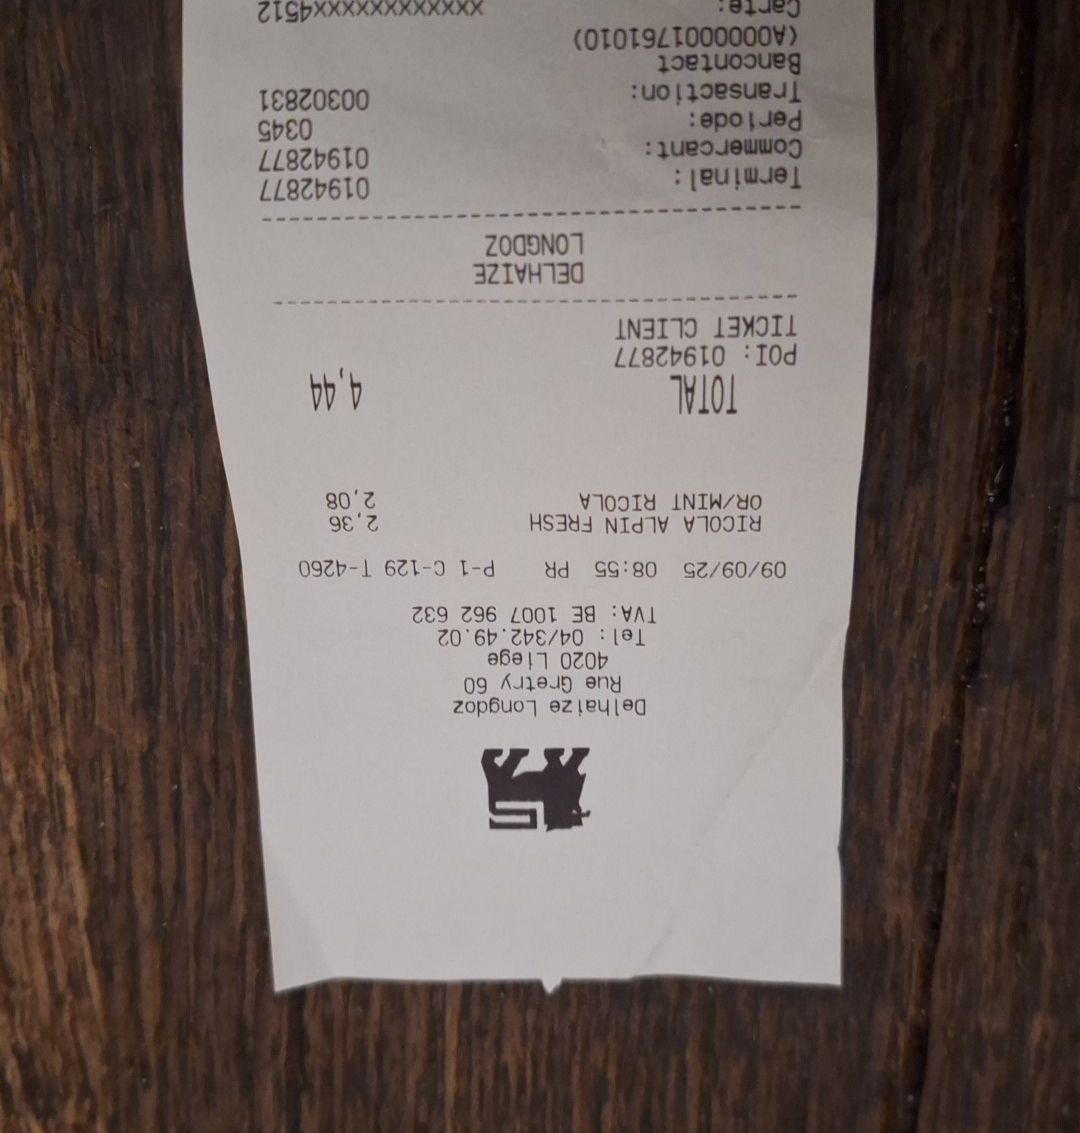 Delhaize Longdoz
Rue Gretry 60
4020 Liege
Tel: 04/342.49.02
TVA: BE 1007 962 632
09/09/25 08:55 PR P-1 C-129 T-4260
RICOLA ALPIN FRESH 2,36
OR/MINT RICOLA 2,08
TOTAL 4,44
POI: 01942877
TICKET CLIENT
DELHAIZE
LONGDOZ
Terminal: 01942877
Commercant: 01942877
Periode: 0345
Transaction: 00302831
Bancontact
(A0000001761010)
Carte: xxxxxxxxxxxxx4512